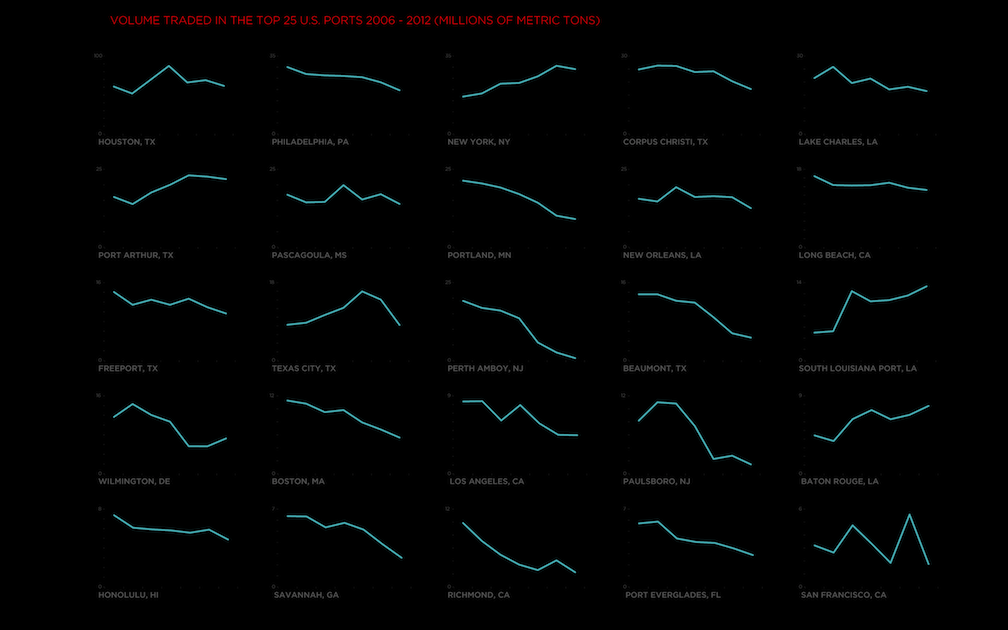 VOLUME TRADED IN THE TOP 25 U.S. PORTS 2006 - 2012 (MILLIONS OF METRIC TONS)
HOUSTON, TX
PHILADELPHIA, PA
NEW YORK, NY
CORPUS CHRISTI, TX
LAKE CHARLES, LA
PORT ARTHUR, TX
PASCAGOULA, MS
PORTLAND, MN
NEW ORLEANS, LA
LONG BEACH, CA
FREEPORT, TX
TEXAS CITY, TX
PERTH AMBOY, NJ
BEAUMONT, TX
SOUTH LOUISIANA PORT, LA
WILMINGTON, DE
BOSTON, MA
LOS ANGELES, CA
PAULSBORO, NJ
BATON ROUGE, LA
HONOLULU, HI
SAVANNAH, GA
RICHMOND, CA
PORT EVERGLADES, FL
SAN FRANCISCO, CA